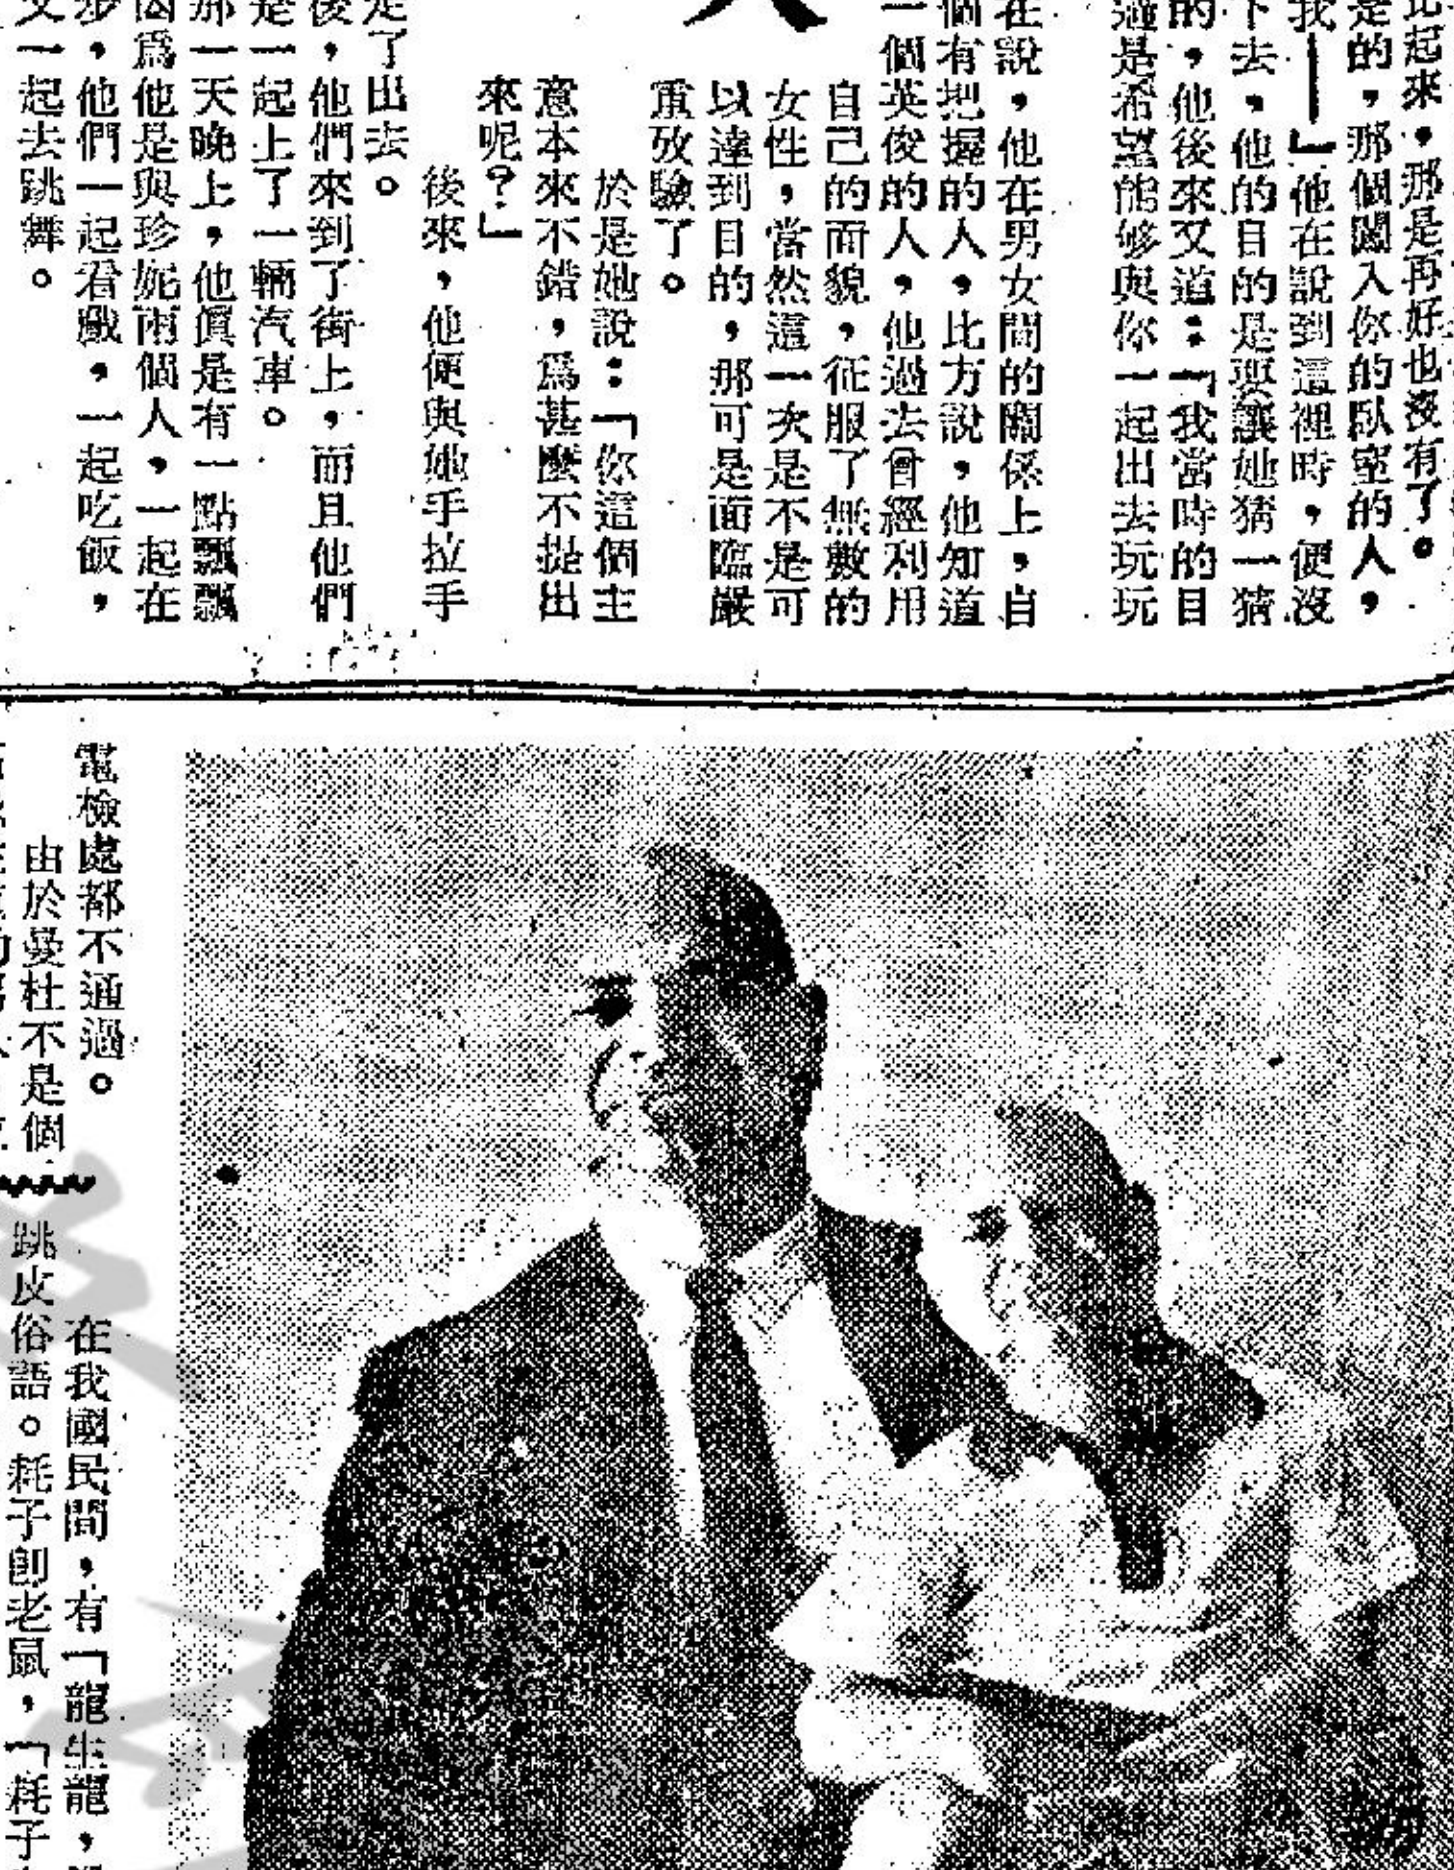 比起來，那是再好也沒有了。
是的，那個闖入你的臥室的人，
我——」他在說到這裡時，便沒
下去，他的目的是要讓她猜一猜
的，他後來又道：「我當時的目
過是希望能够與你一起出去玩玩
在說，他在男女間的關係上，自
個有把握的人，比方說，他知道
一個英俊的人，他過去曾經利用
自己的面貌，征服了無數的
女性，當然這一次是不是可
以達到目的，那可是面臨嚴
重攷驗了。
於是她說：「你這個主
意本來不錯，爲甚麼不提出
來呢？」
後來，他便與她手拉手
走了出去。
後，他們來到了街上，而且他們
是一起上了一輛汽車。
那一天晚上，他眞是有一點飄飄
因爲他是與珍妮兩個人，一起在
步，他們一起看戲，一起吃飯，
又一起去跳舞。
電檢處都不通過。
由於曼杜不是個
在我國民間，有「龍生龍，
跳皮俗語。耗子卽老鼠，「耗子